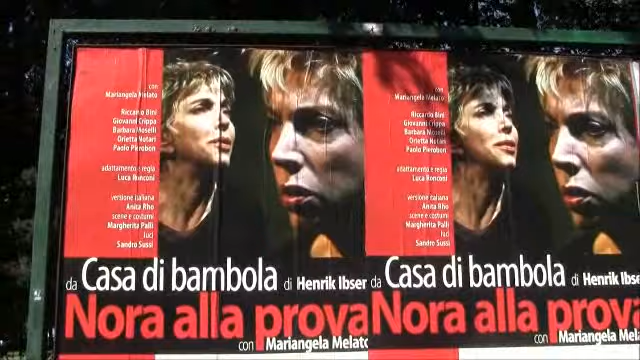 con
Mariangela Melato
Riccardo Bini
Giovanni Crippa
Barbara Moselli
Orietta Notari
Paolo Pierobon
adattamento e regia
Luca Ronconi
versione italiana
Anita Rho
scene e costumi
Margherita Palli
luci
Sandro Sussi
da Casa di bambola di Henrik Ibsen
Nora alla prova
con Mariangela Melato
con
Mariangela Melato
Riccardo Bini
Giovanni Crippa
Barbara Moselli
Orietta Notari
Paolo Pierobon
adattamento e regia
Luca Ronconi
versione italiana
Anita Rho
scene e costumi
Margherita Palli
luci
Sandro Sussi
da Casa di bambola di Henrik Ibse
Nora alla prova
con Mariangela Mela